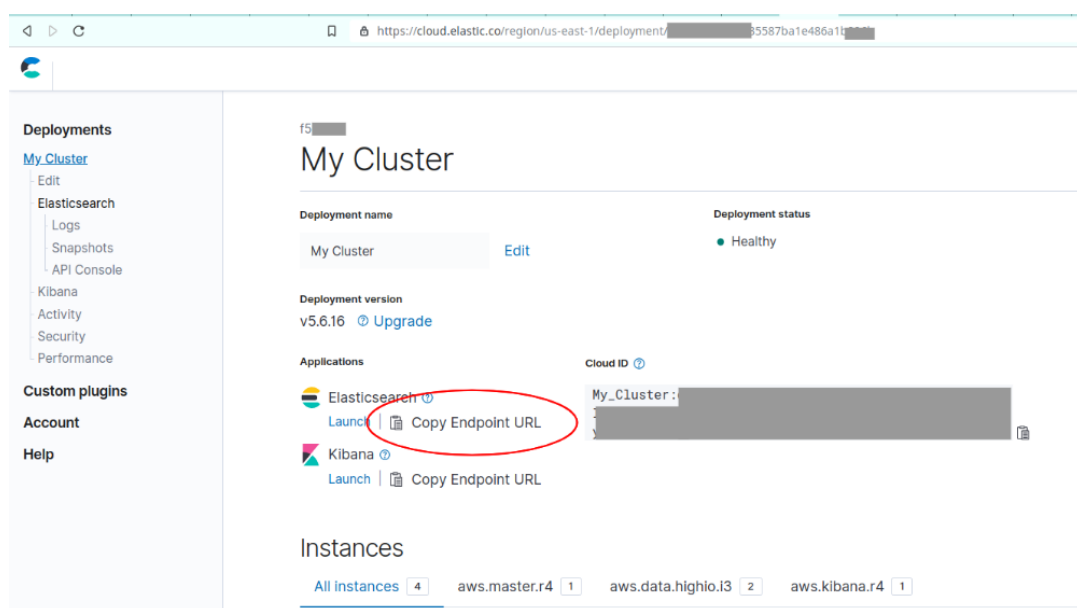 https://cloud.elastic.co/region/us-east-1/deployment/ 35587ba1e486a1b
Deployments
My Cluster
Edit
Elasticsearch
Logs
Snapshots
API Console
Kibana
Activity
Security
Performance
Custom plugins
Account
Help
f5
My Cluster
Deployment name
Deployment status
My Cluster Edit
Healthy
Deployment version
v5.6.16 Upgrade
Applications
Cloud ID
Elasticsearch
My_Cluster:
Launch | Copy Endpoint URL
Kibana
Launch | Copy Endpoint URL
Instances
All instances 4 aws.master.r4 1 aws.data.highio.i3 2 aws.kibana.r4 1